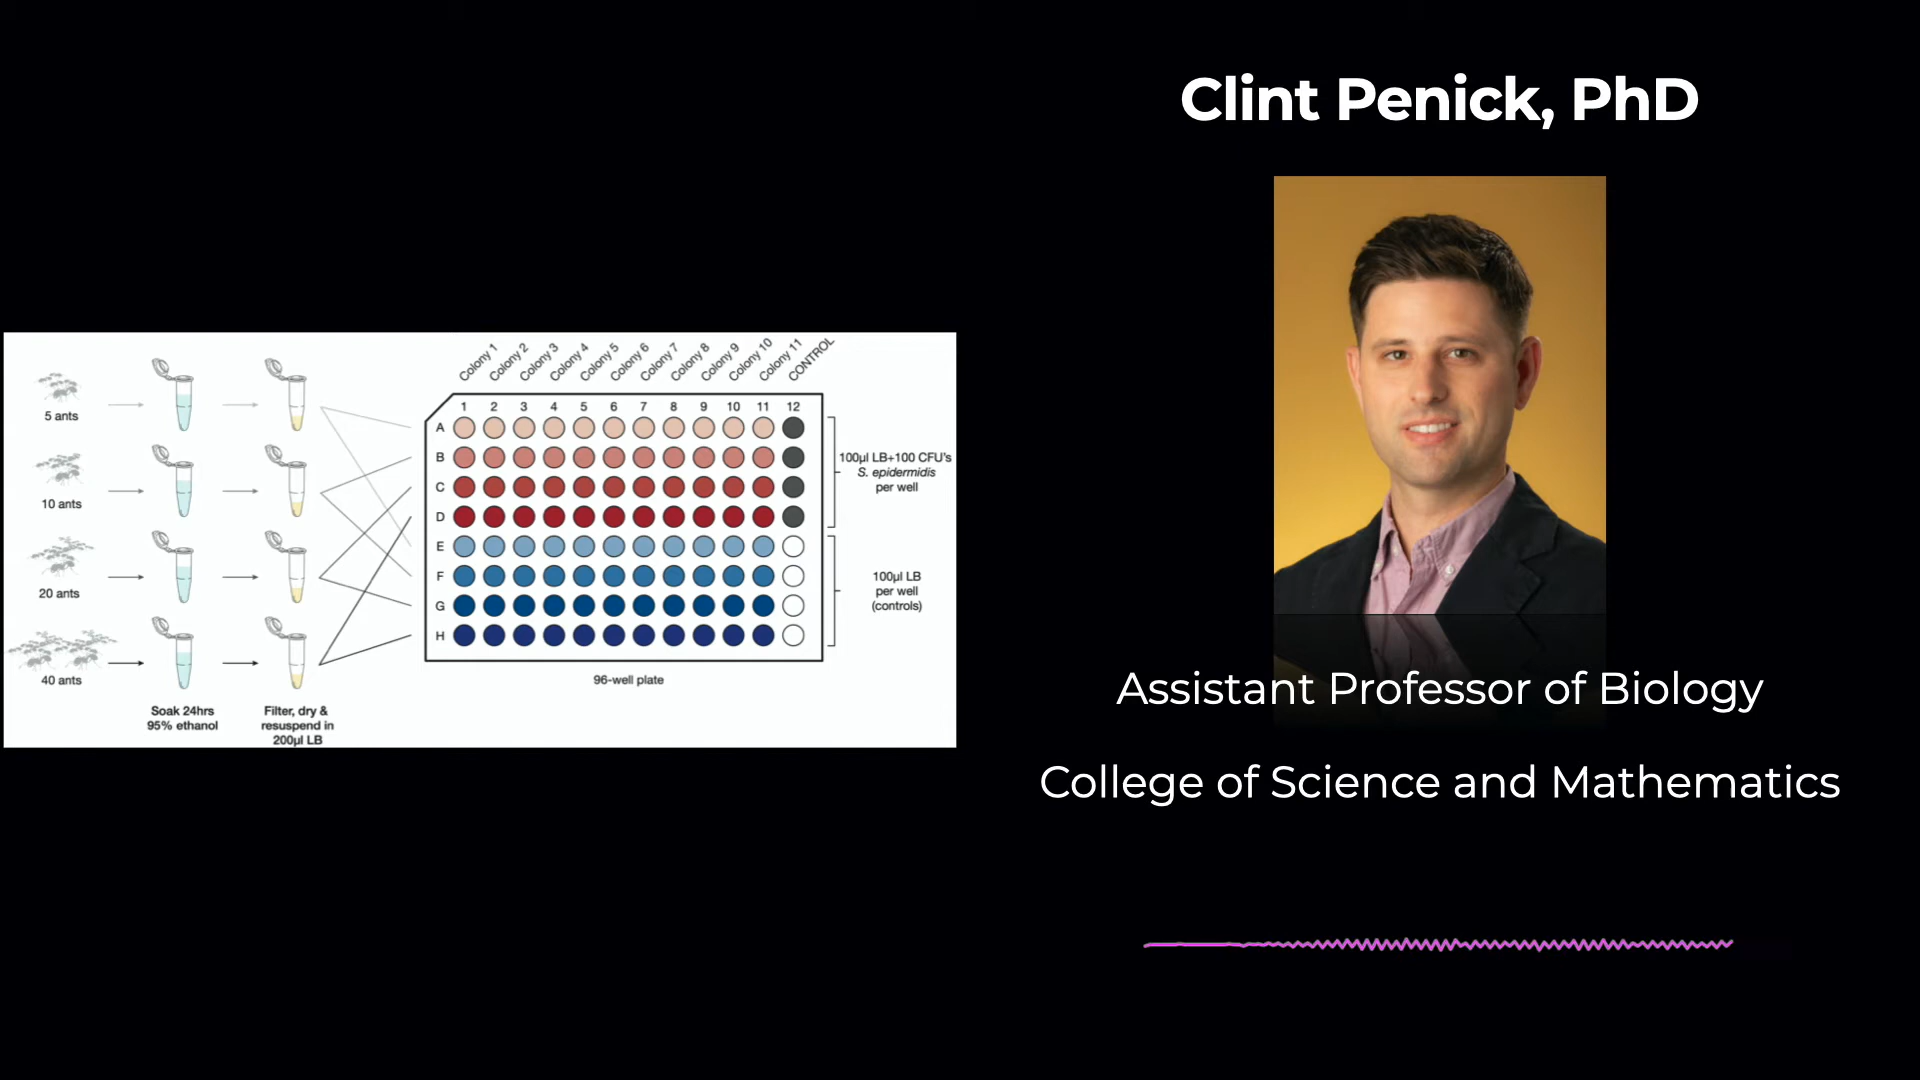 Clint Penick, PhD
Colony 1
Colony 2
Colony 3
Colony 4
Colony 5
Colony 6
Colony 7
Colony 8
Colony 9
Colony 10
Colony 11
CONTROL
1 2 3 4 5 6 7 8 9 10 11 12
A
B
C
D
E
F
G
H
5 ants
10 ants
20 ants
40 ants
Soak 24hrs
95% ethanol
Filter, dry &
resuspend in
200µl LB
96-well plate
100µl LB+100 CFU's
S. epidermidis
per well
100µl LB
per well
(controls)
Assistant Professor of Biology
College of Science and Mathematics